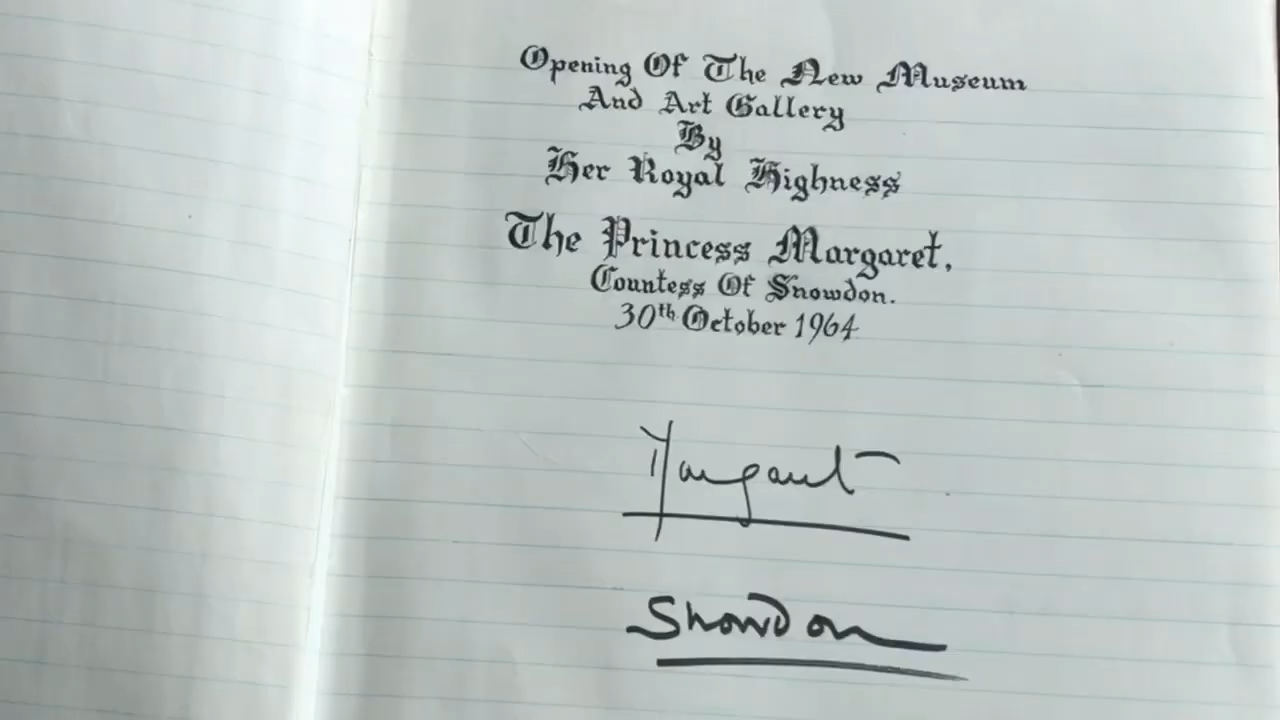 Opening Of The New Museum
And Art Gallery
By
Her Royal Highness
The Princess Margaret,
Countess Of Snowdon.
30th October 1964
Margaret
Snowdon